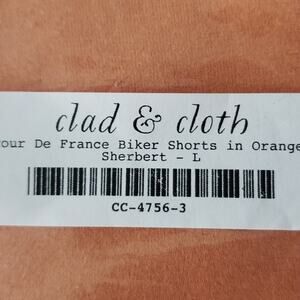 clad & cloth
our De France Biker Shorts in Orange
Sherbert - L
CC-4756-3